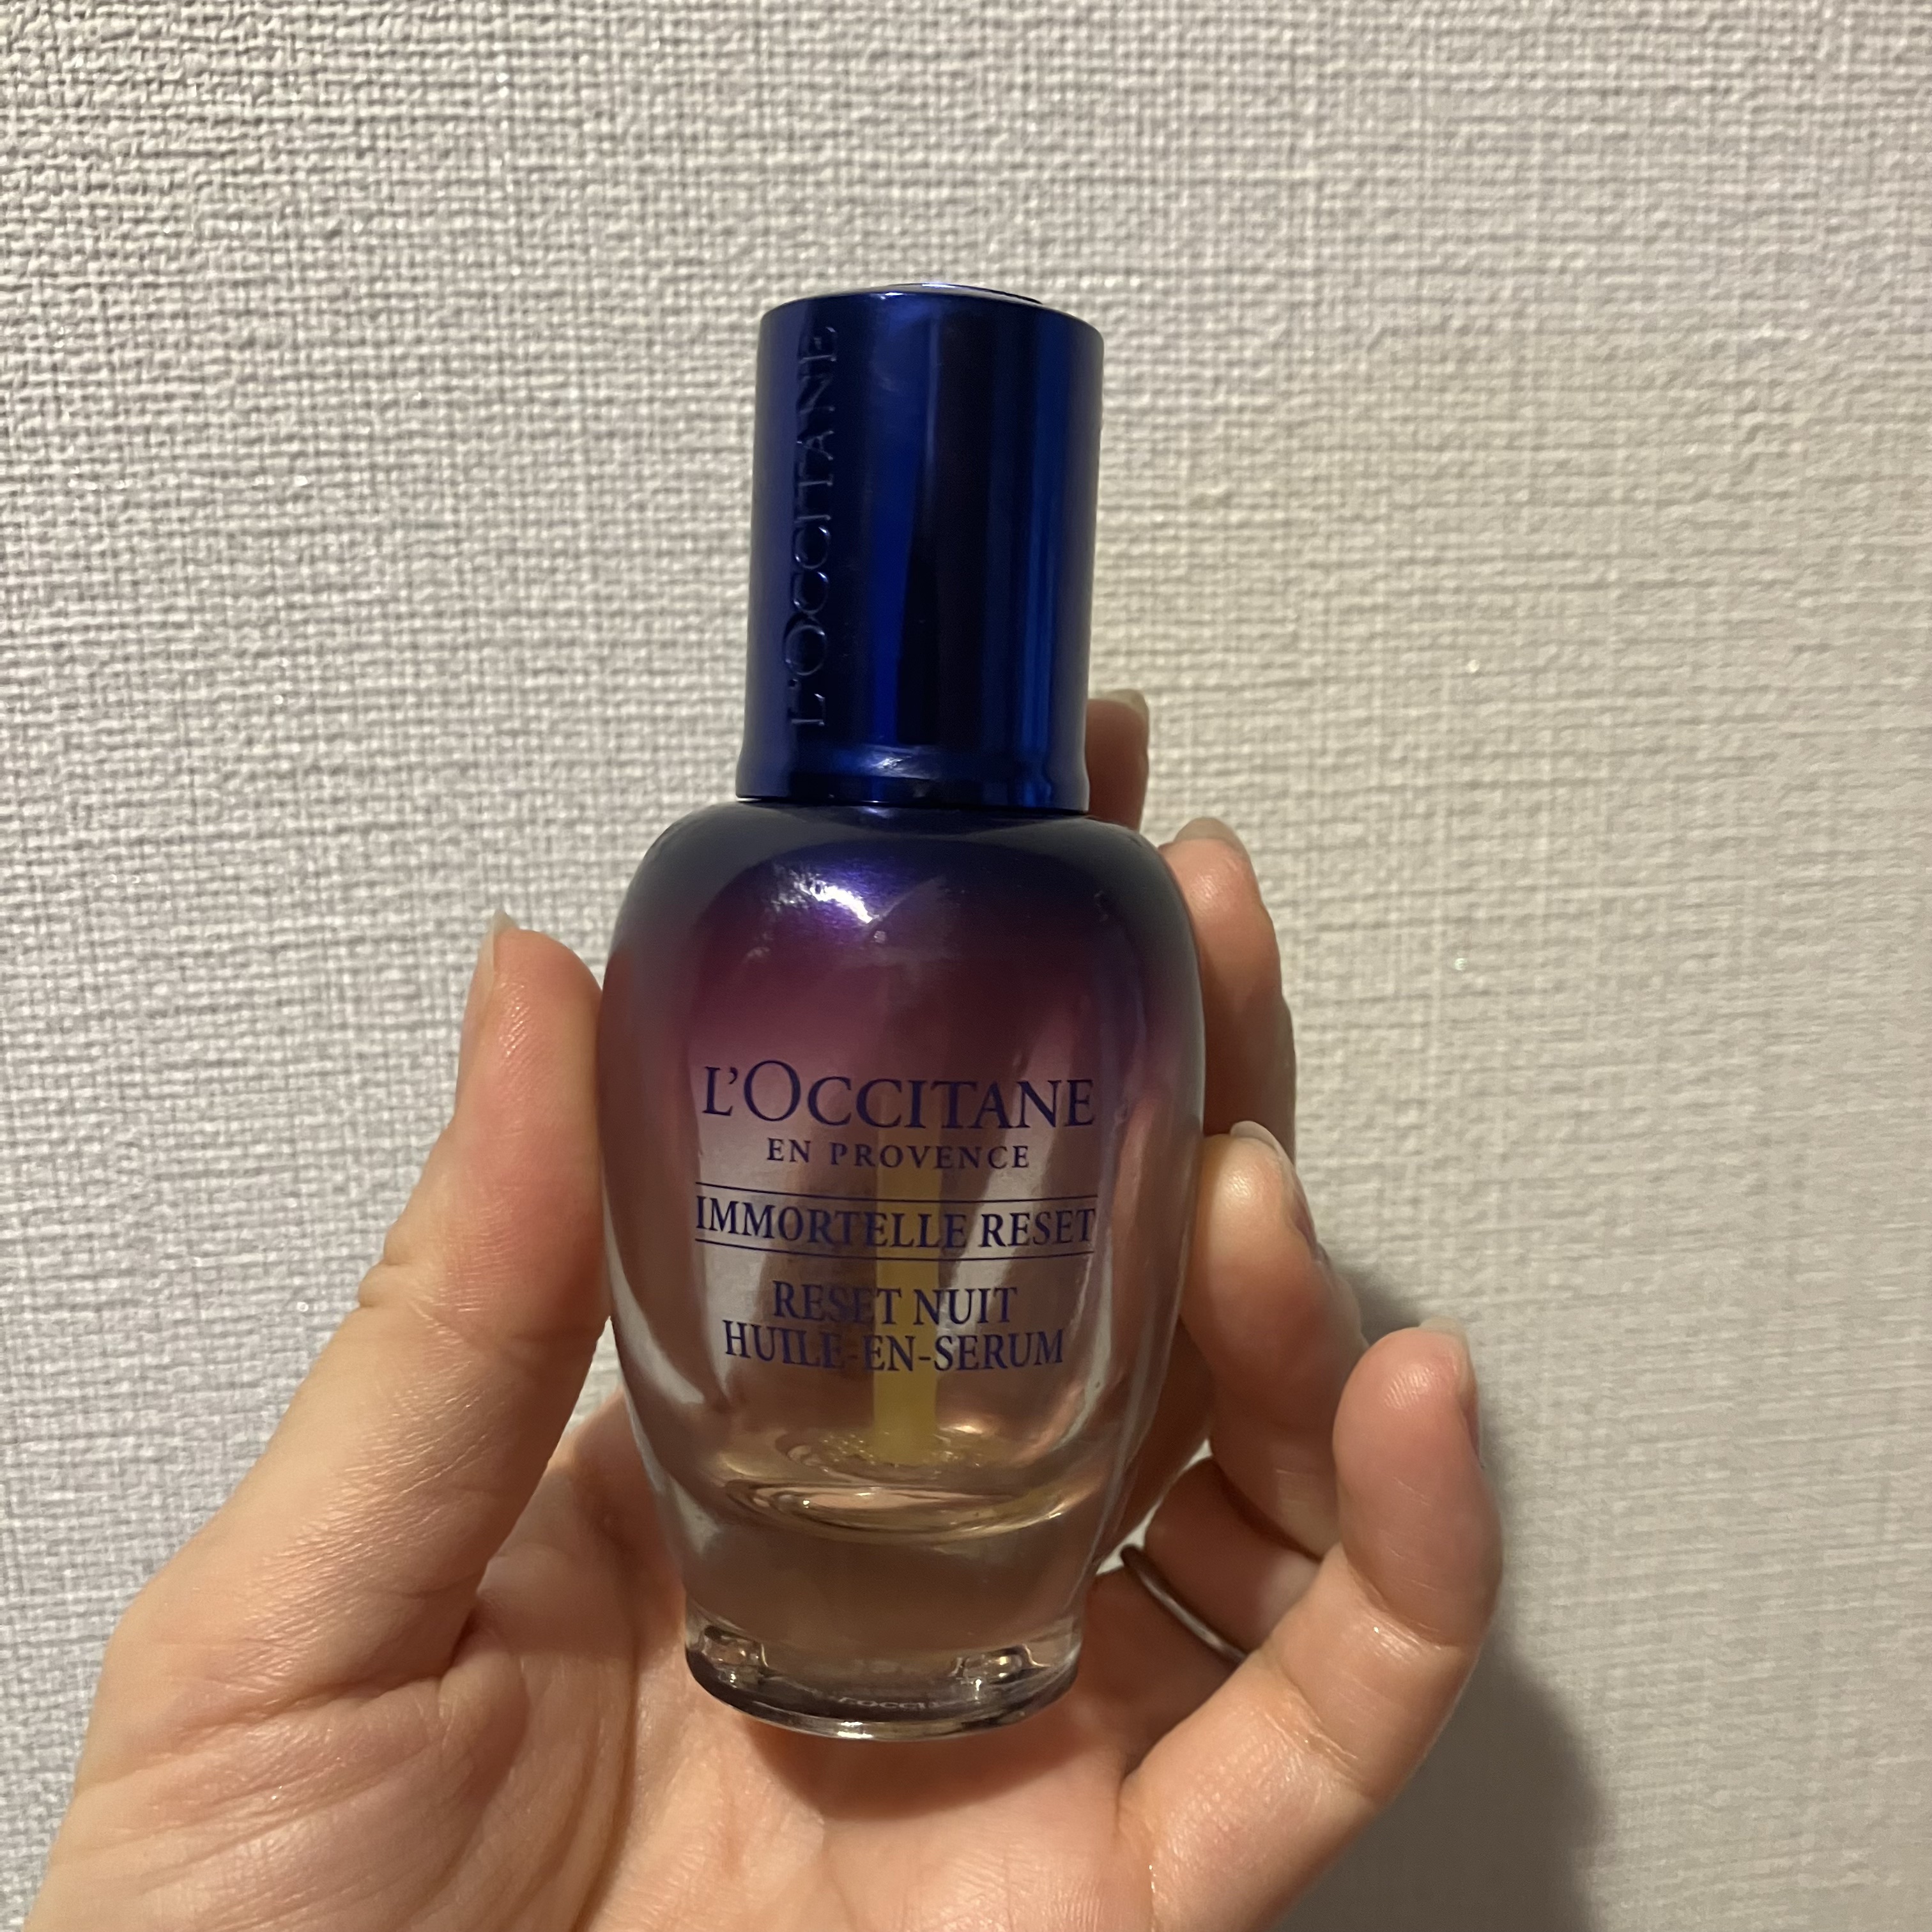 L'OCCITANE
L'OCCITANE
EN PROVENCE
IMMORTELLE RESET
RESET NUIT
HUILE-EN-SERUM